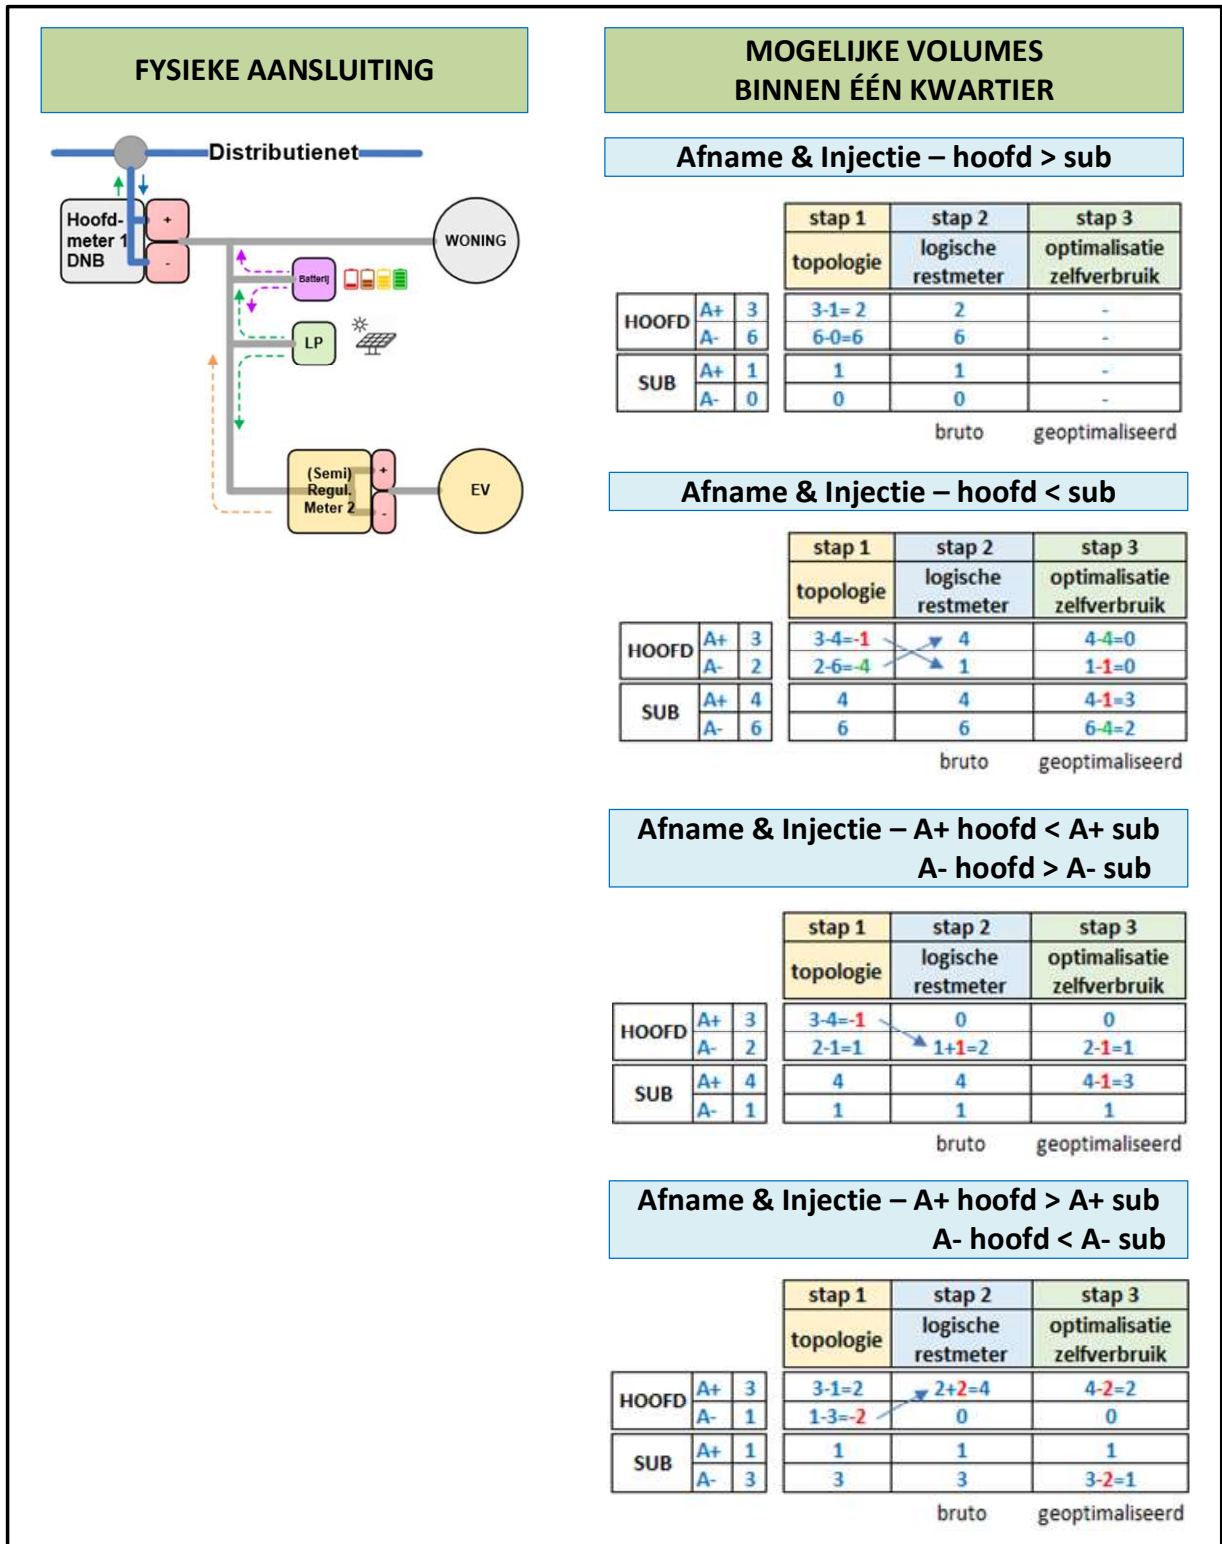 FYSIEKE AANSLUITING
Distributienet
Hoofd-
meter 1
DNB
+
-
WONING
Batterij
LP
(Semi)
Regul.
Meter 2
+
-
EV
MOGELIJKE VOLUMES
BINNEN ÉÉN KWARTIER
Afname & Injectie – hoofd > sub
stap 1 stap 2 stap 3
topologie logische restmeter optimalisatie zelfverbruik
HOOFD A+ 3 3-1= 2 2 -
A- 6 6-0=6 6 -
SUB A+ 1 1 1 -
A- 0 0 0 -
bruto geoptimaliseerd
Afname & Injectie – hoofd < sub
stap 1 stap 2 stap 3
topologie logische restmeter optimalisatie zelfverbruik
HOOFD A+ 3 3-4=-1 4 4-4=0
A- 2 2-6=-4 1 1-1=0
SUB A+ 4 4 4 4-1=3
A- 6 6 6 6-4=2
bruto geoptimaliseerd
Afname & Injectie – A+ hoofd < A+ sub
A- hoofd > A- sub
stap 1 stap 2 stap 3
topologie logische restmeter optimalisatie zelfverbruik
HOOFD A+ 3 3-4=-1 0 0
A- 2 2-1=1 1+1=2 2-1=1
SUB A+ 4 4 4 4-1=3
A- 1 1 1 1
bruto geoptimaliseerd
Afname & Injectie – A+ hoofd > A+ sub
A- hoofd < A- sub
stap 1 stap 2 stap 3
topologie logische restmeter optimalisatie zelfverbruik
HOOFD A+ 3 3-1=2 2+2=4 4-2=2
A- 1 1-3=-2 0 0
SUB A+ 1 1 1 1
A- 3 3 3 3-2=1
bruto geoptimaliseerd